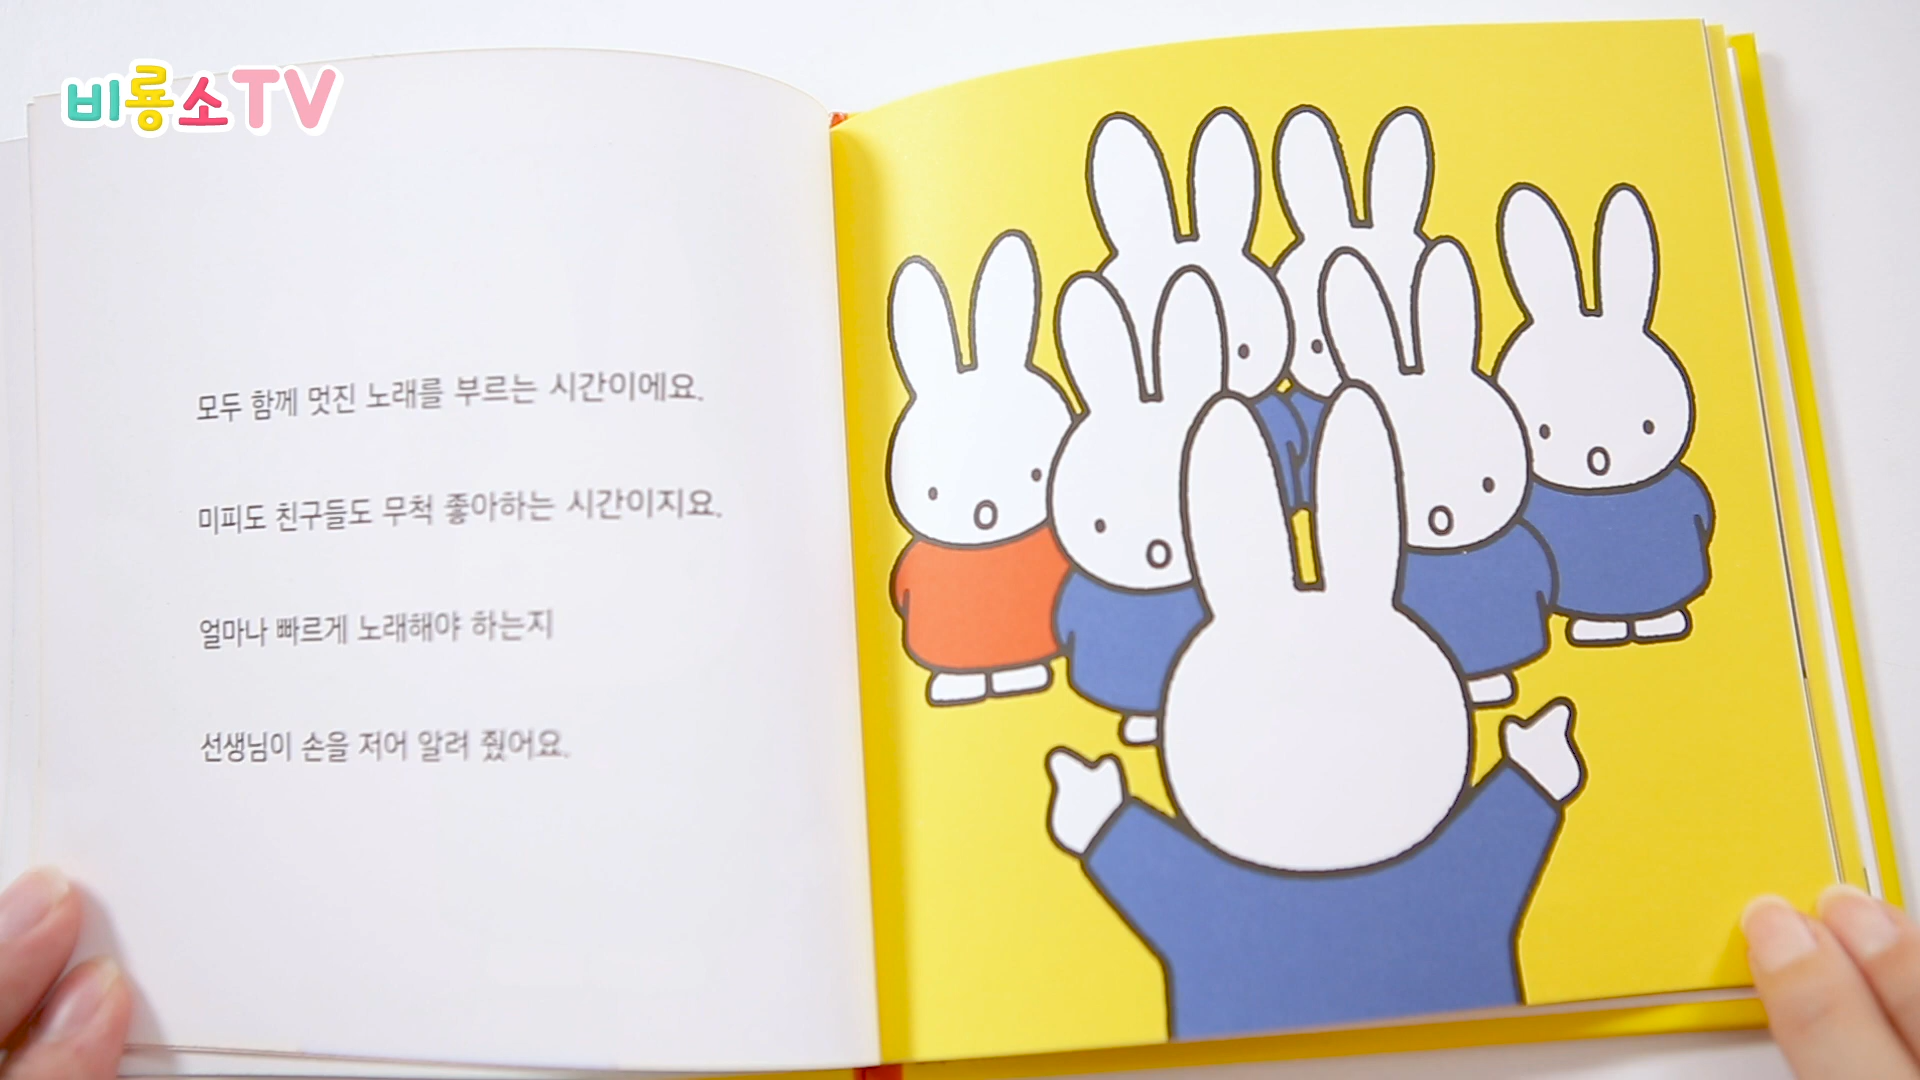 비룡소TV
모두 함께 멋진 노래를 부르는 시간이에요.
미피도 친구들도 무척 좋아하는 시간이지요.
얼마나 빠르게 노래해야 하는지
선생님이 손을 저어 알려 줬어요.